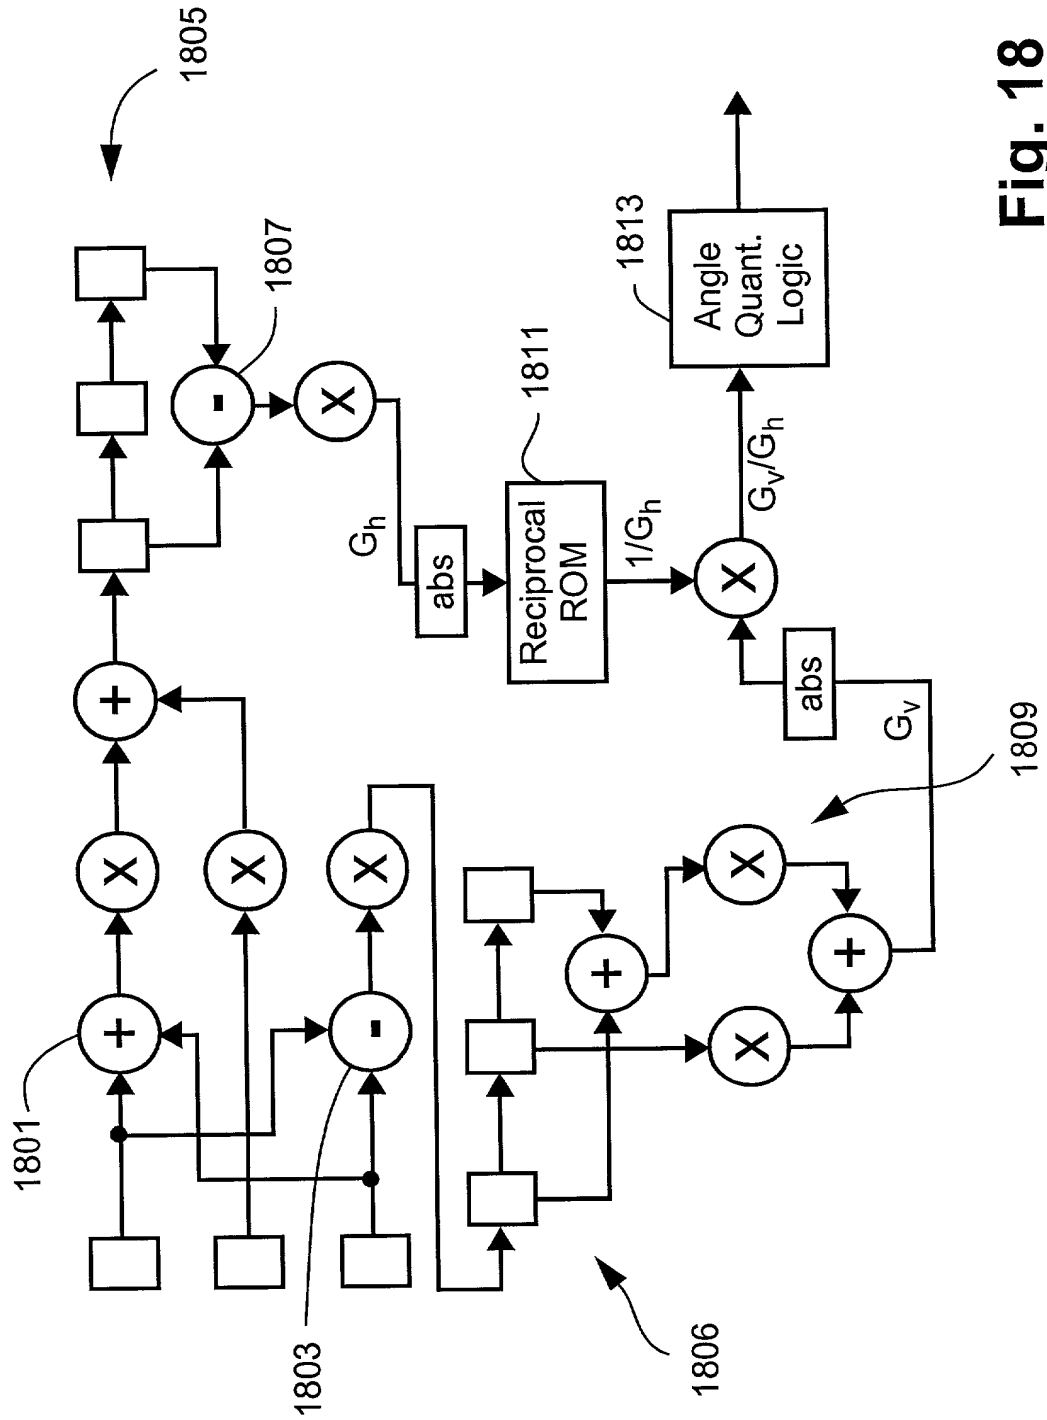 1805
1807
1801
+
X
+
-
X
X
1803
-
X
Gh
abs
Reciprocal
ROM
1811
1/Gh
1813
Angle
Quant.
Logic
X
Gv/Gh
abs
Gv
1806
+
X
X
+
1809
Fig. 18